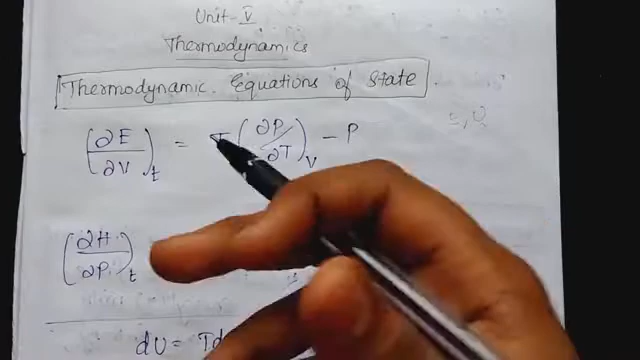 Unit-V
Thermodynamics
Thermodynamic Equations of State
(∂E/∂V)t = T (∂P/∂T)V − P
(∂H/∂P)t
dU = Td